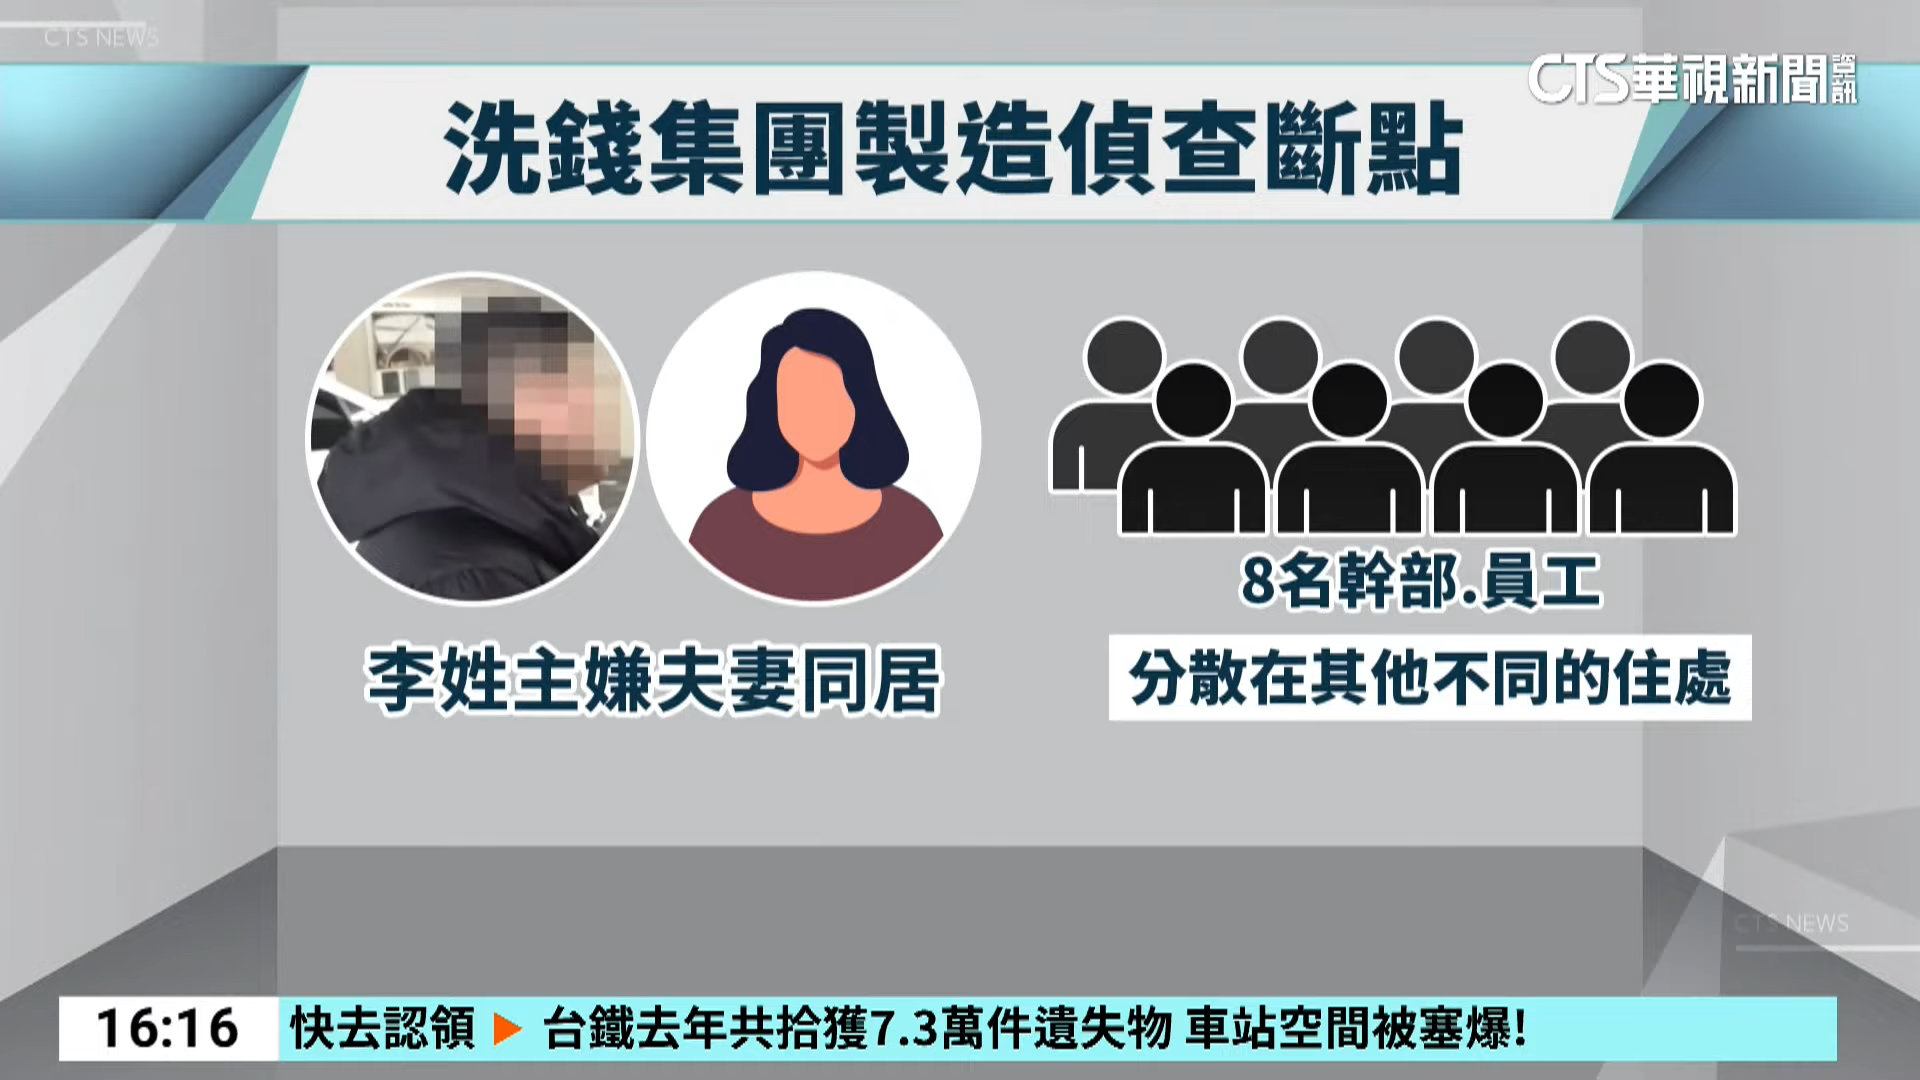 CTS NEWS
CTS華視新聞資訊
洗錢集團製造偵查斷點
8名幹部.員工
李姓主嫌夫妻同居
分散在其他不同的住處
CTS NEWS
16:16
快去認領 ▶ 台鐵去年共拾獲7.3萬件遺失物 車站空間被塞爆!